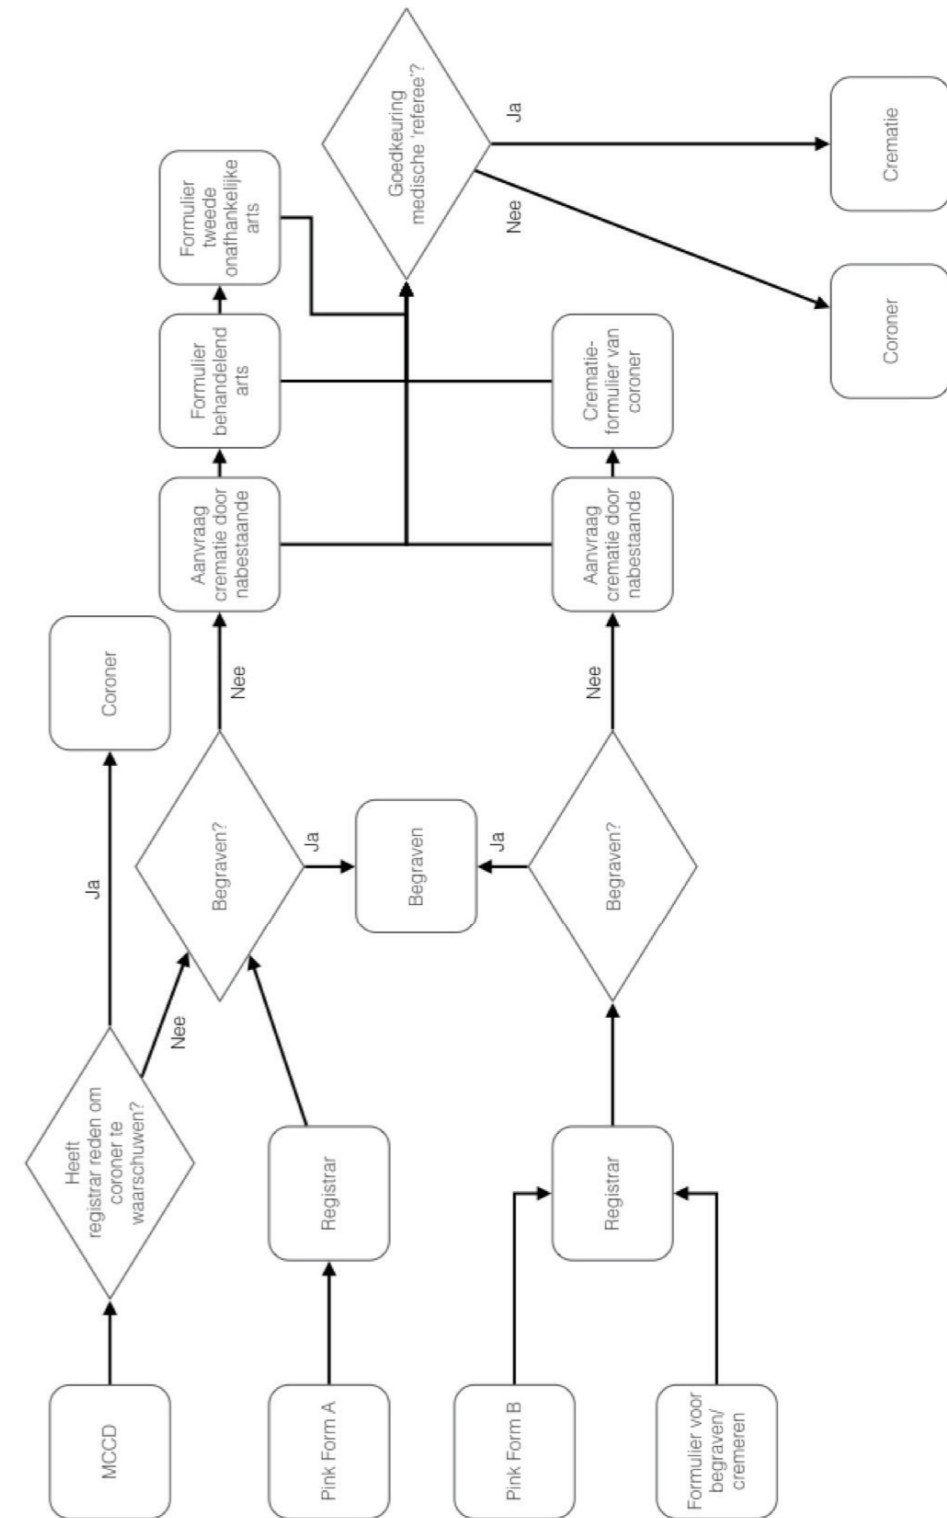 MCCD
Heeft
registrar reden om
coroner te
waarschuwen?
Ja
Coroner
Nee
Pink Form A
Registrar
Begraven?
Nee
Aanvraag
crematie door
nabestaande
Formulier
behandelend
arts
Formulier
tweede
onafhankelijke
arts
Ja
Begraven
Goedkeuring
medische 'referee'?
Ja
Nee
Pink Form B
Registrar
Ja
Begraven?
Nee
Aanvraag
crematie door
nabestaande
Crematie-
formulier van
coroner
Formulier voor
begraven/
cremeren
Coroner
Crematie